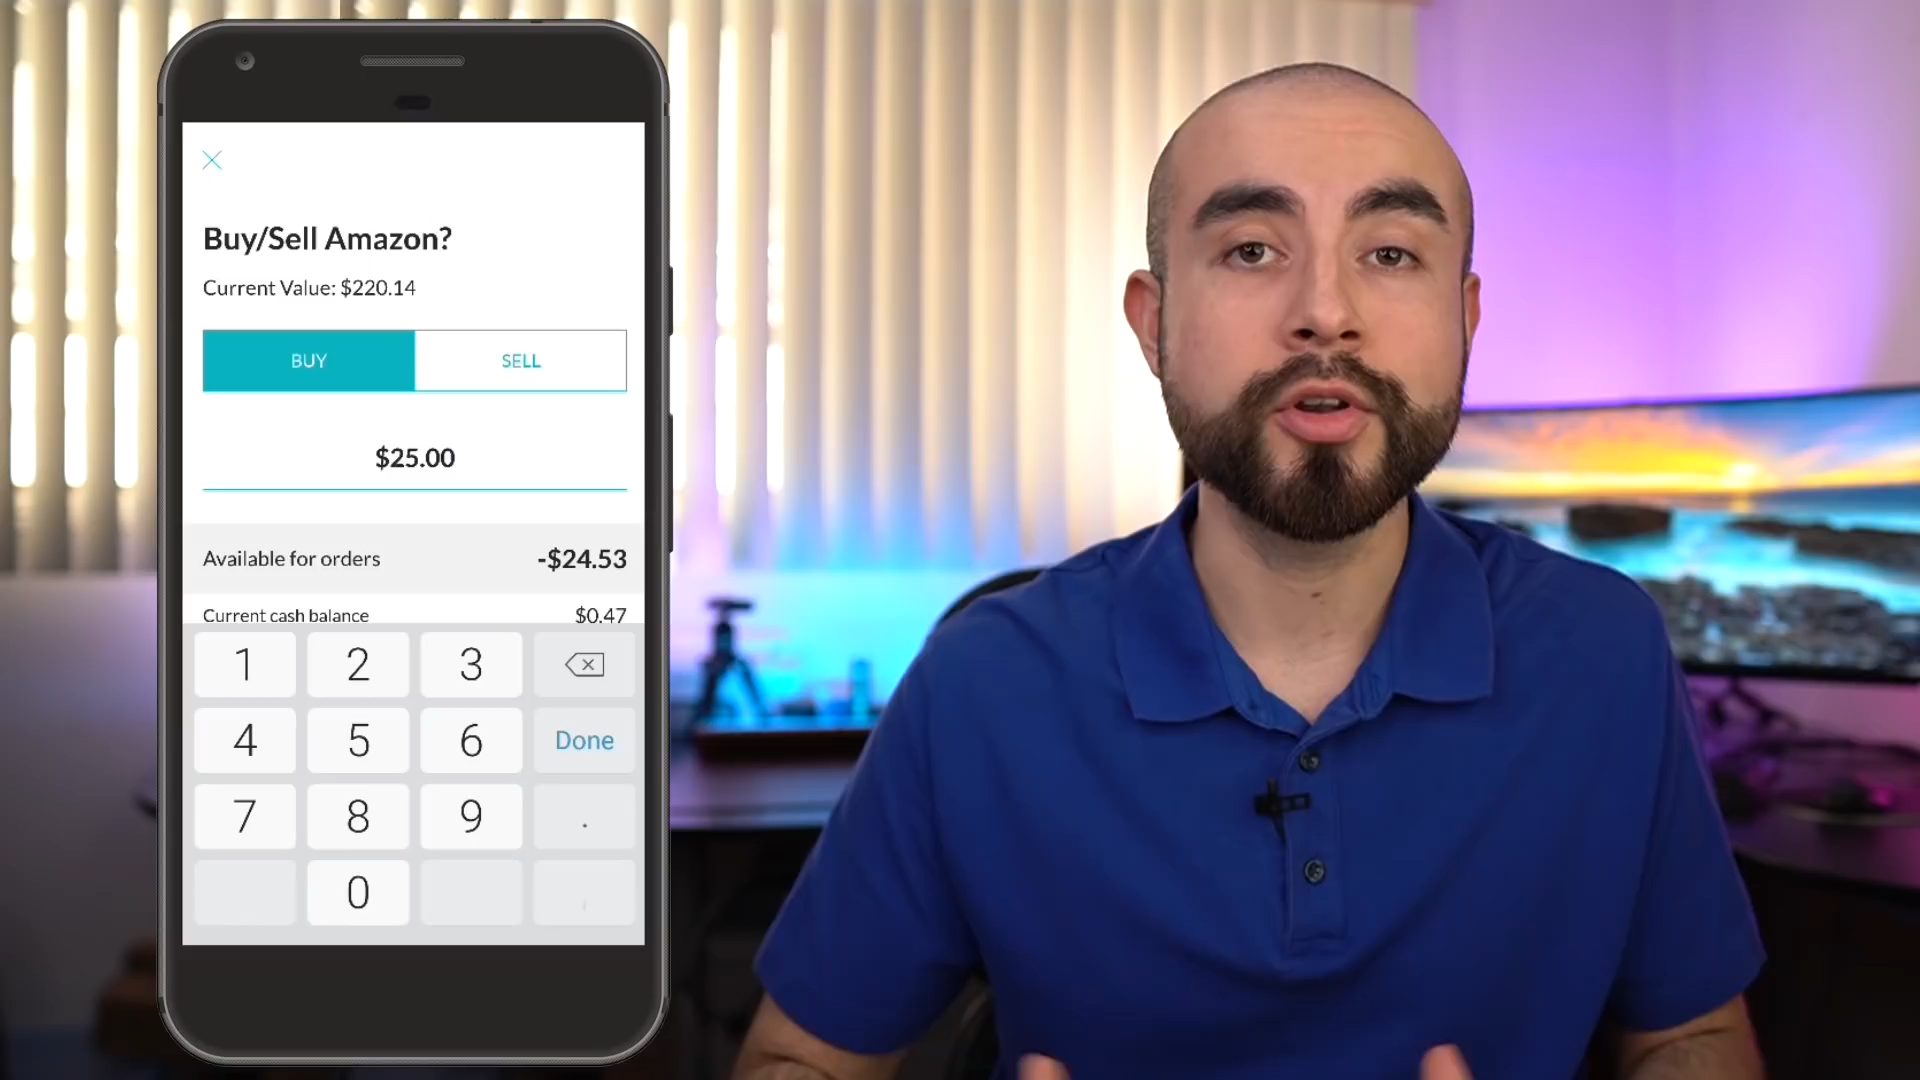 Buy/Sell Amazon?
Current Value: $220.14
BUY SELL
$25.00
Available for orders -$24.53
Current cash balance $0.47
1 2 3
4 5 6 Done
7 8 9 .
0 ,